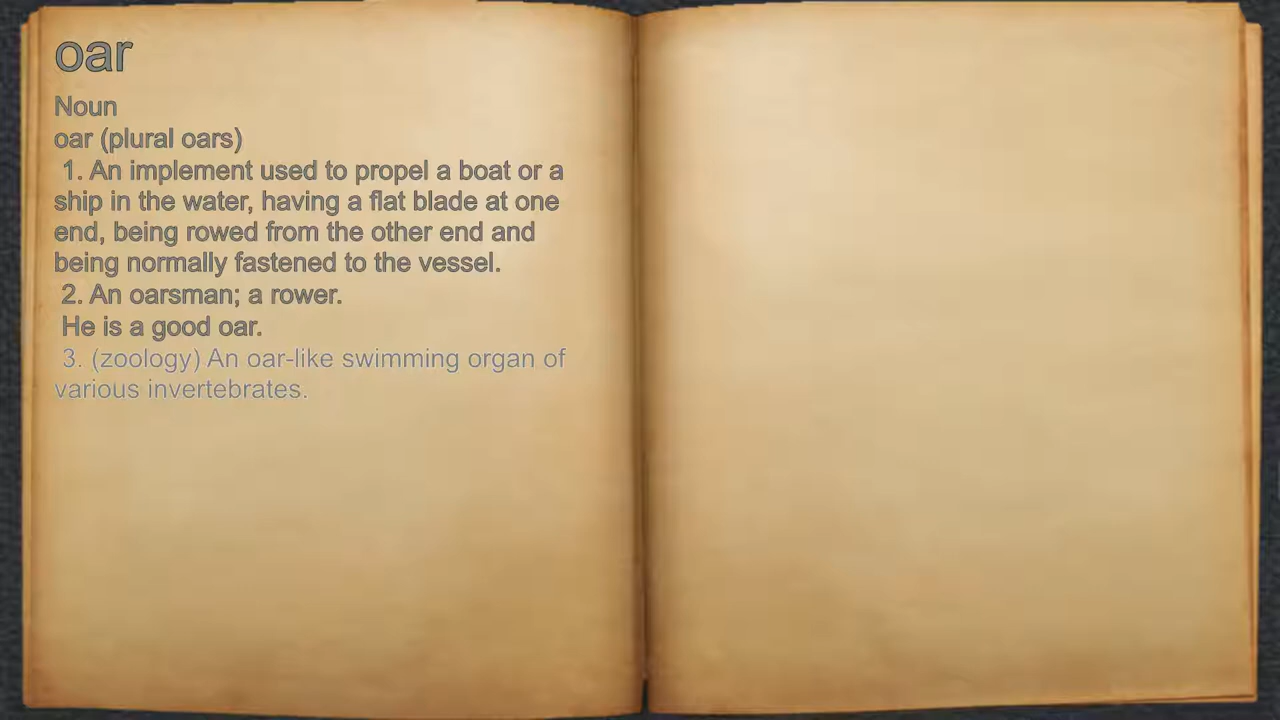 oar
Noun
oar (plural oars)
1. An implement used to propel a boat or a
ship in the water, having a flat blade at one
end, being rowed from the other end and
being normally fastened to the vessel.
2. An oarsman; a rower.
He is a good oar.
3. (zoology) An oar-like swimming organ of
various invertebrates.